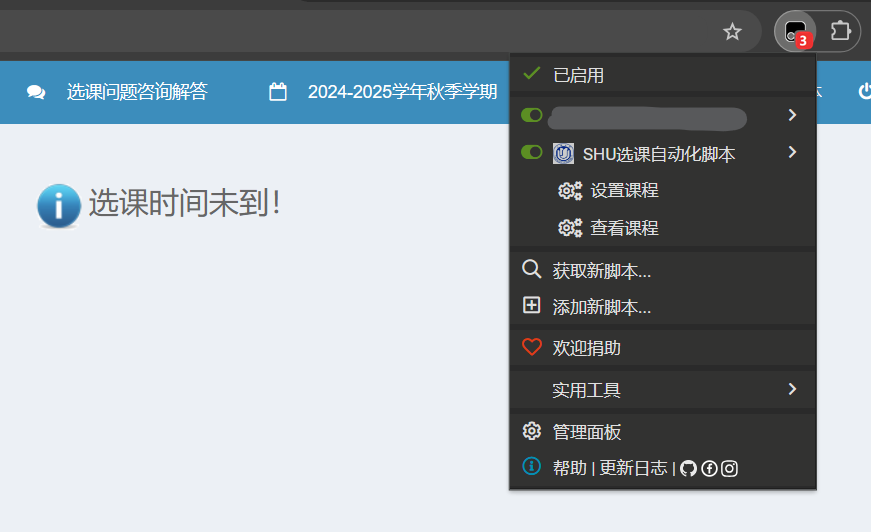 3
选课问题咨询解答
2024-2025学年秋季学期
选课时间未到!
已启用
SHU选课自动化脚本
设置课程
查看课程
获取新脚本...
添加新脚本...
欢迎捐助
实用工具
管理面板
帮助 | 更新日志 |